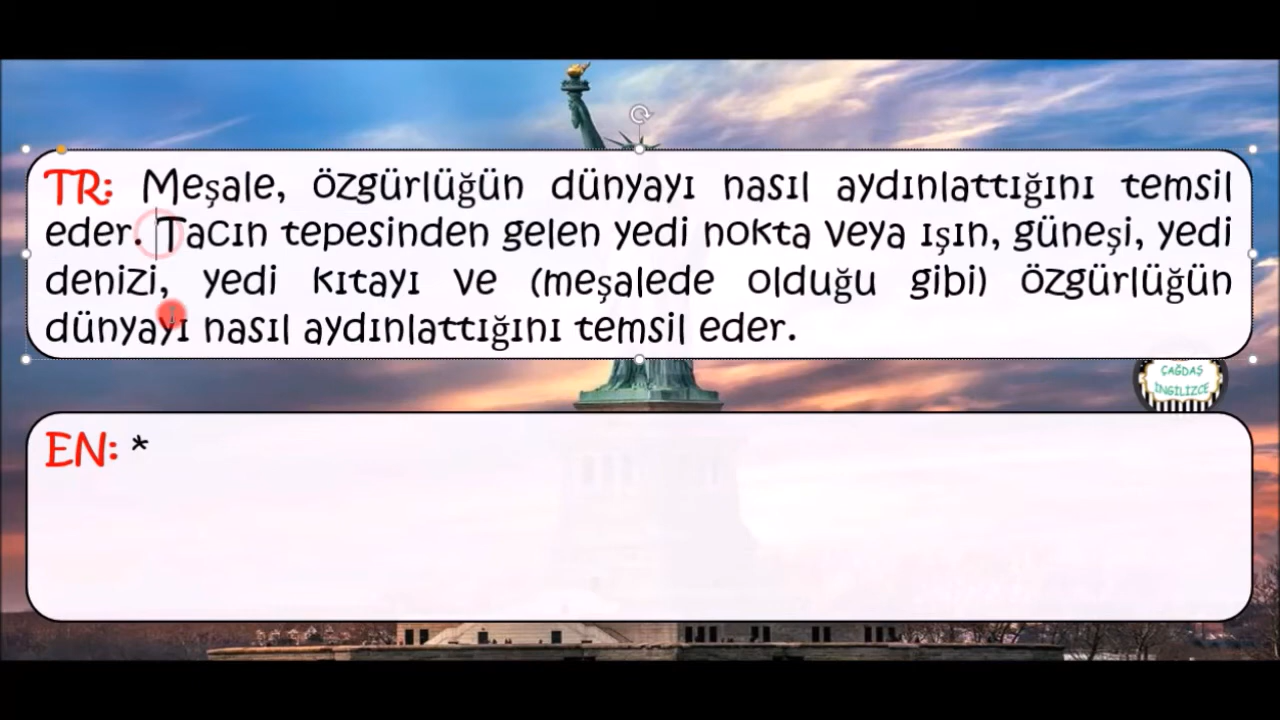 TR: Meşale, özgürlüğün dünyayı nasıl aydınlattığını temsil
eder. Tacın tepesinden gelen yedi nokta veya ışın, güneşi, yedi
denizi, yedi kıtayı ve (meşalede olduğu gibi) özgürlüğün
dünyayı nasıl aydınlattığını temsil eder.
ÇAĞDAŞ
İNGİLİZCE
EN: *